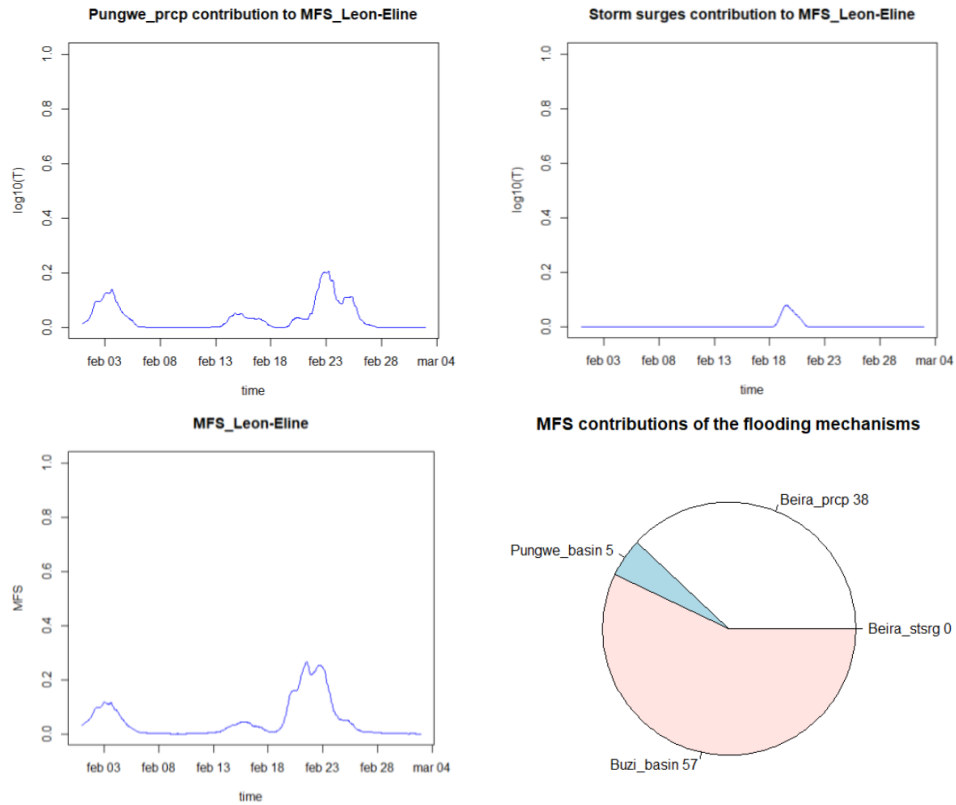 Pungwe_prcp contribution to MFS_Leon-Eline
log10(T)
1.0
0.8
0.6
0.4
0.2
0.0
feb 03 feb 08 feb 13 feb 18 feb 23 feb 28 mar 04
time
Storm surges contribution to MFS_Leon-Eline
log10(T)
1.0
0.8
0.6
0.4
0.2
0.0
feb 03 feb 08 feb 13 feb 18 feb 23 feb 28 mar 04
time
MFS_Leon-Eline
MFS
1.0
0.8
0.6
0.4
0.2
0.0
feb 03 feb 08 feb 13 feb 18 feb 23 feb 28 mar 04
time
MFS contributions of the flooding mechanisms
Beira_prcp 38
Pungwe_basin 5
Beira_stsrg 0
Buzi_basin 57